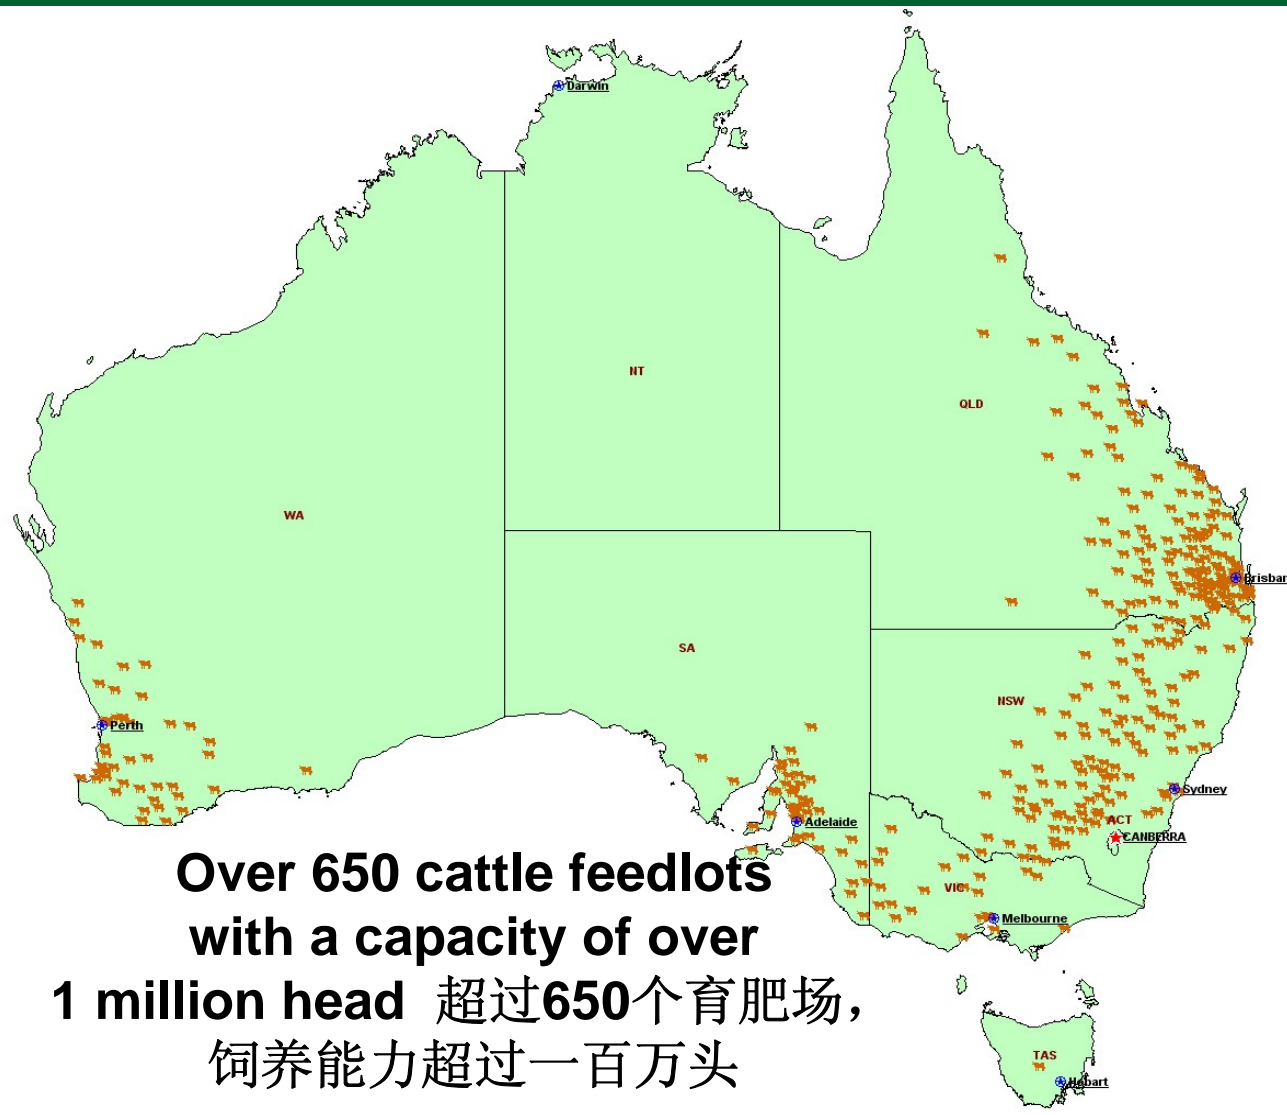 Darwin
NT
QLD
WA
Brisban
SA
NSW
Perth
Sydney
Adelaide
ACT
CANBERRA
VIC
Melbourne
Over 650 cattle feedlots
with a capacity of over
1 million head 超过650个育肥场，
饲养能力超过一百万头
TAS
Hobart